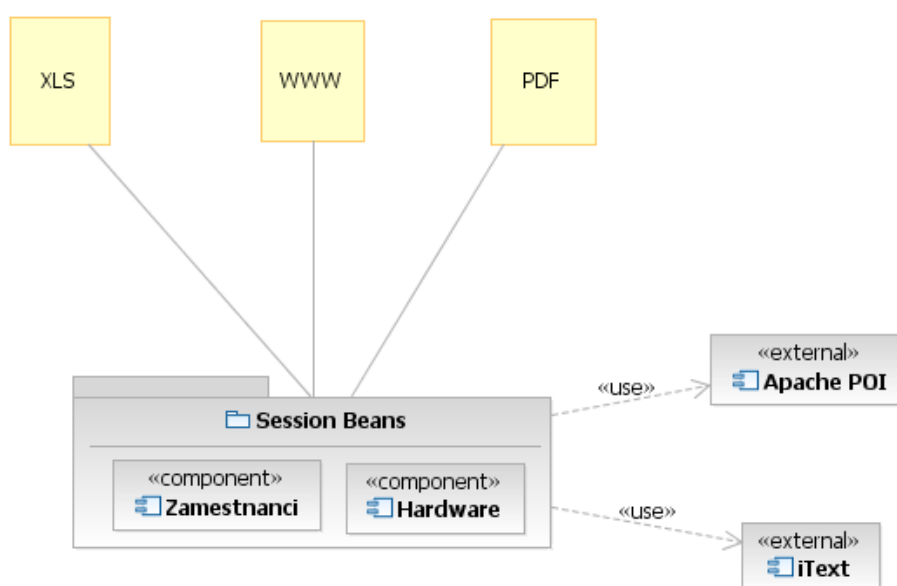 XLS
WWW
PDF
«external»
Apache POI
«use»
Session Beans
«component»
Zamestnanci
«component»
Hardware
«use»
«external»
iText